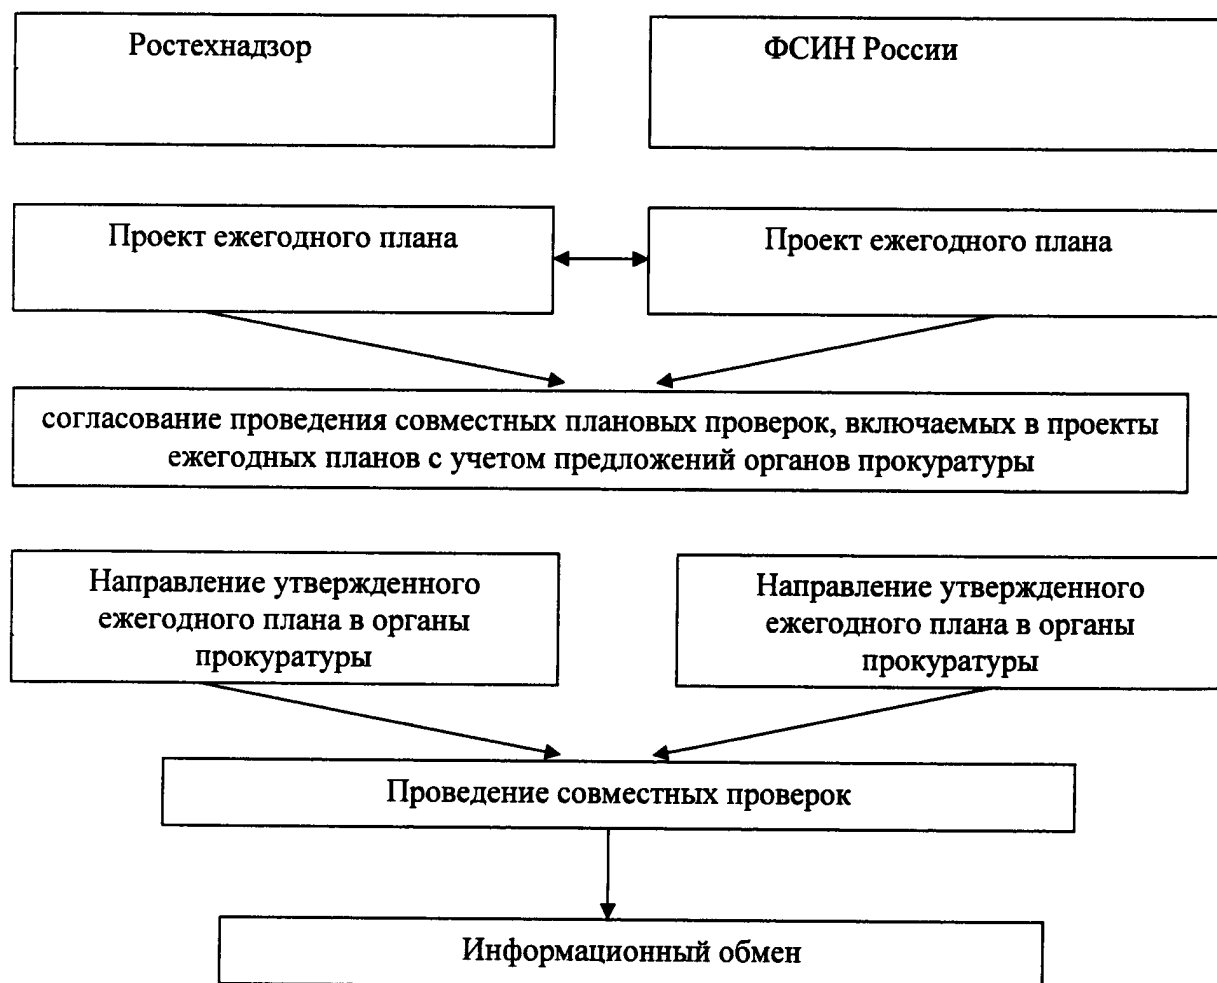 Ростехнадзор
ФСИН России
Проект ежегодного плана
Проект ежегодного плана
согласование проведения совместных плановых проверок, включаемых в проекты
ежегодных планов с учетом предложений органов прокуратуры
Направление утвержденного
ежегодного плана в органы
прокуратуры
Направление утвержденного
ежегодного плана в органы
прокуратуры
Проведение совместных проверок
Информационный обмен